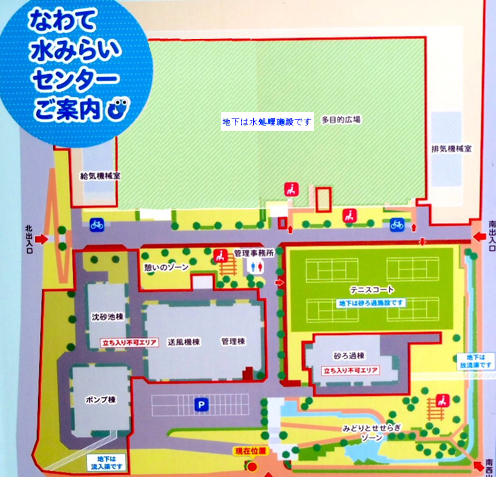 なわて
水みらい
センター
ご案内
地下は水処理施設です
多目的広場
給気機械室
排気機械室
北出入口
南出入口
管理事務所
憩いのゾーン
テニスコート
地下は砂ろ過施設です
沈砂池棟
立ち入り不可エリア
送風機棟
管理棟
砂ろ過棟
立ち入り不可エリア
地下は
放流渠です
ポンプ棟
P
みどりとせせらぎ
ゾーン
地下は
流入渠です
現在位置
南西出